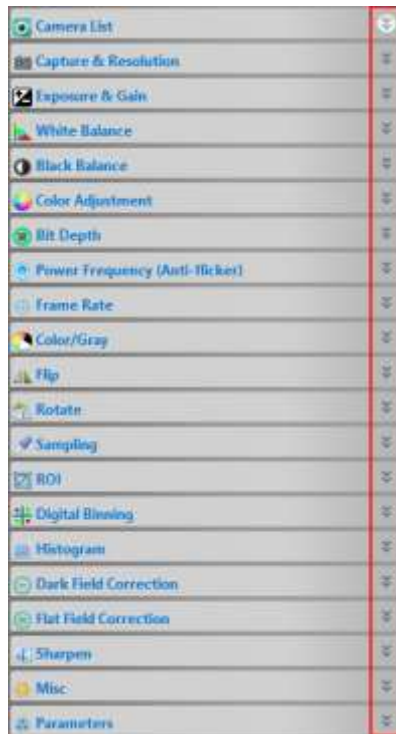 Camera List
Capture & Resolution
Exposure & Gain
White Balance
Black Balance
Color Adjustment
Bit Depth
Power Frequency (Anti-flicker)
Frame Rate
Color/Gray
Flip
Rotate
Sampling
ROI
Digital Binning
Histogram
Dark Field Correction
Flat Field Correction
Sharpen
Misc
Parameters